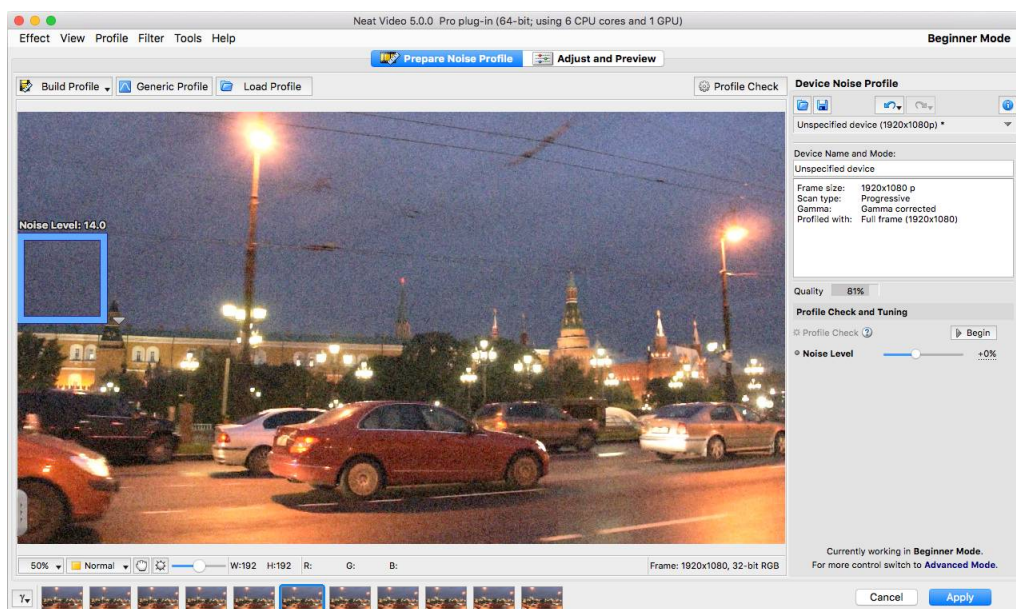 Neat Video 5.0.0 Pro plug-in (64-bit; using 6 CPU cores and 1 GPU)
Effect View Profile Filter Tools Help
Beginner Mode
Prepare Noise Profile
Adjust and Preview
Build Profile
Generic Profile
Load Profile
Profile Check
Device Noise Profile
Unspecified device (1920x1080p) *
Device Name and Mode:
Unspecified device
Frame size: 1920x1080 p
Scan type: Progressive
Gamma: Gamma corrected
Profiled with: Full frame (1920x1080)
Noise Level: 14.0
Quality 81%
Profile Check and Tuning
Profile Check ? Begin
Noise Level +0%
Currently working in Beginner Mode.
For more control switch to Advanced Mode.
50% Normal W:192 H:192 R: G: B: Frame: 1920x1080, 32-bit RGB
Cancel Apply